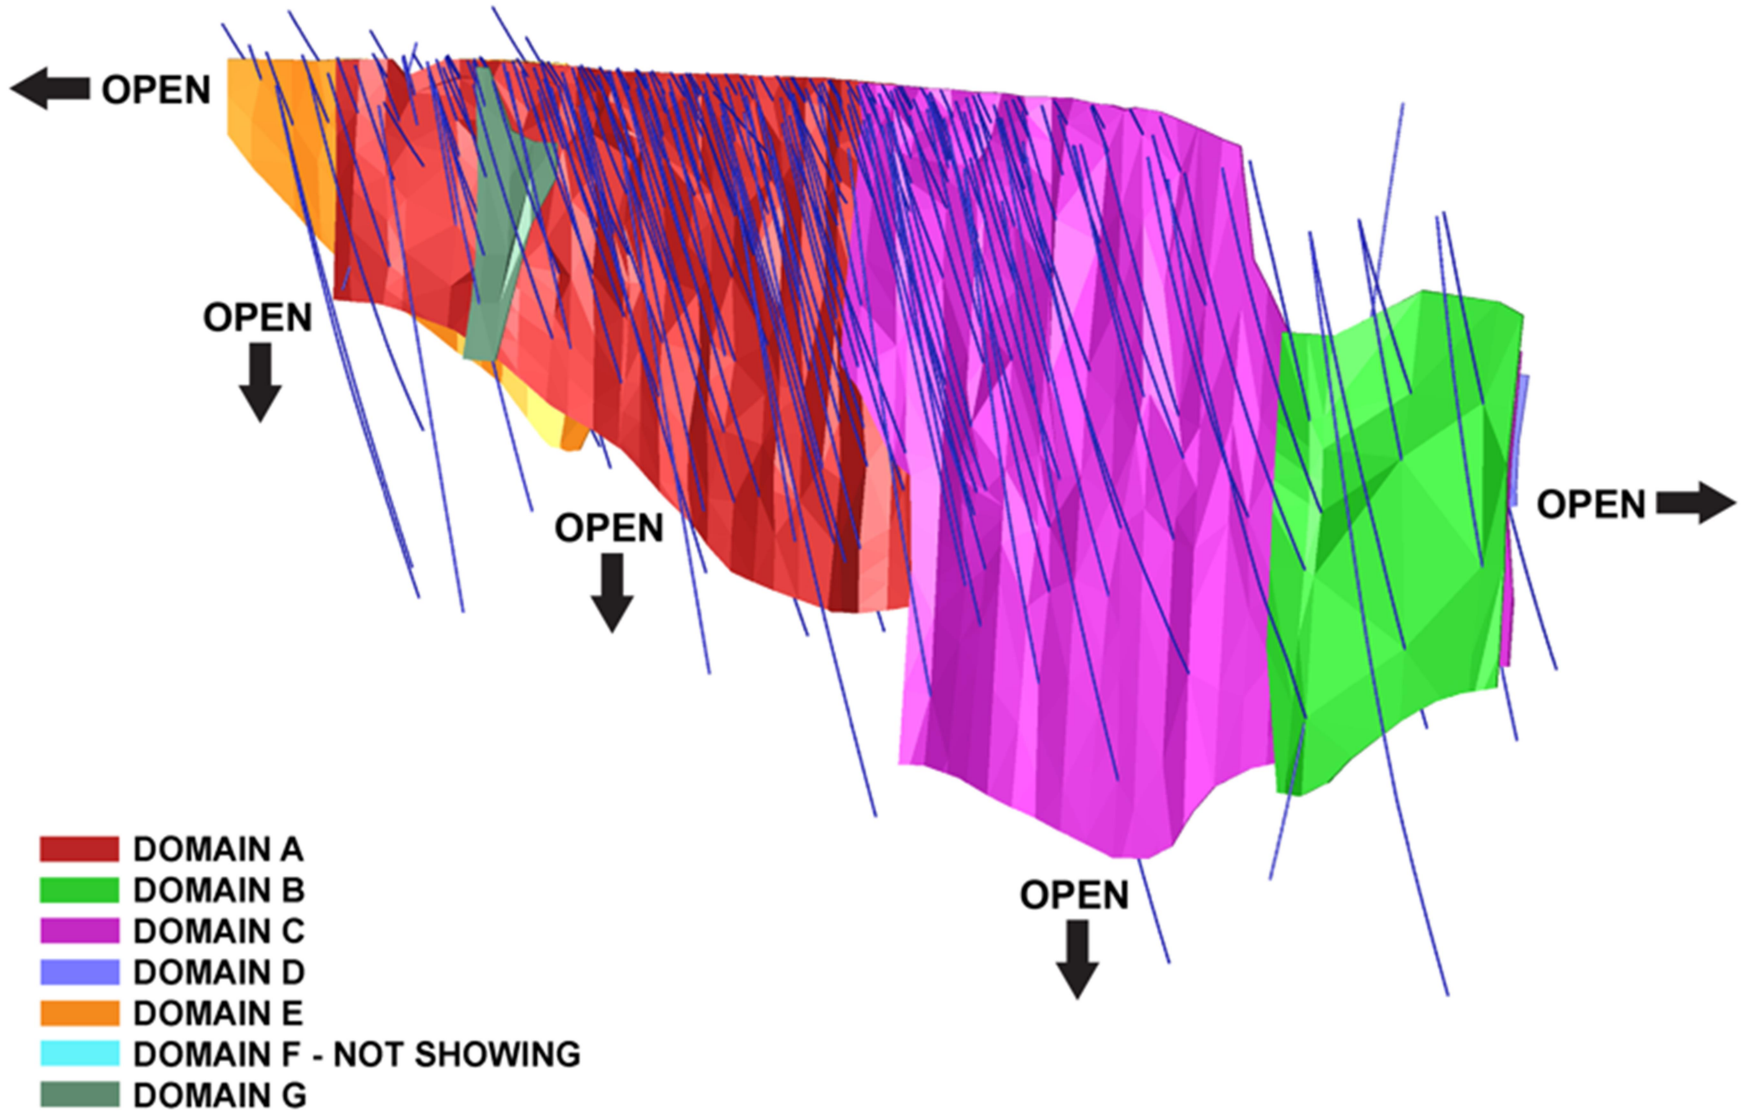 OPEN
OPEN
OPEN
OPEN
OPEN
DOMAIN A
DOMAIN B
DOMAIN C
DOMAIN D
DOMAIN E
DOMAIN F - NOT SHOWING
DOMAIN G